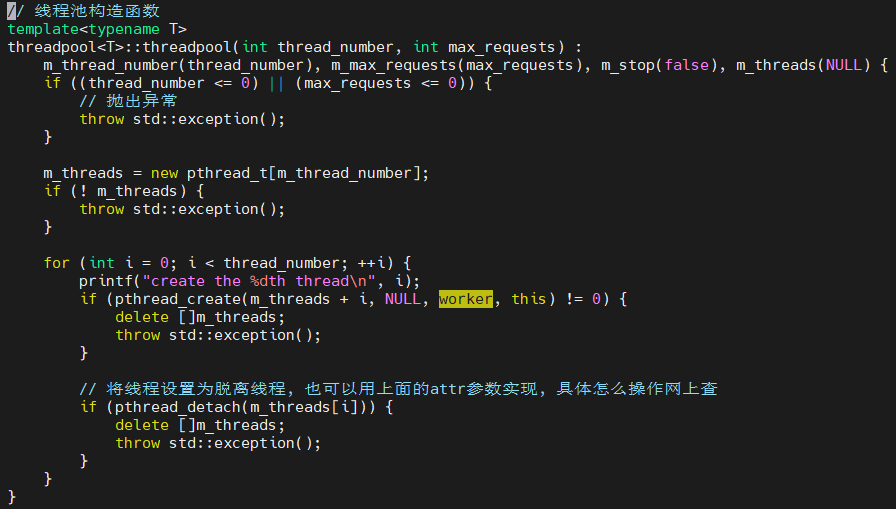 // 线程池构造函数
template<typename T>
threadpool<T>::threadpool(int thread_number, int max_requests) :
    m_thread_number(thread_number), m_max_requests(max_requests), m_stop(false), m_threads(NULL) {
    if ((thread_number <= 0) || (max_requests <= 0)) {
        // 抛出异常
        throw std::exception();
    }

    m_threads = new pthread_t[m_thread_number];
    if (! m_threads) {
        throw std::exception();
    }

    for (int i = 0; i < thread_number; ++i) {
        printf("create the %dth thread\n", i);
        if (pthread_create(m_threads + i, NULL, worker, this) != 0) {
            delete []m_threads;
            throw std::exception();
        }

        // 将线程设置为脱离线程，也可以用上面的attr参数实现，具体怎么操作网上查
        if (pthread_detach(m_threads[i])) {
            delete []m_threads;
            throw std::exception();
        }
    }
}